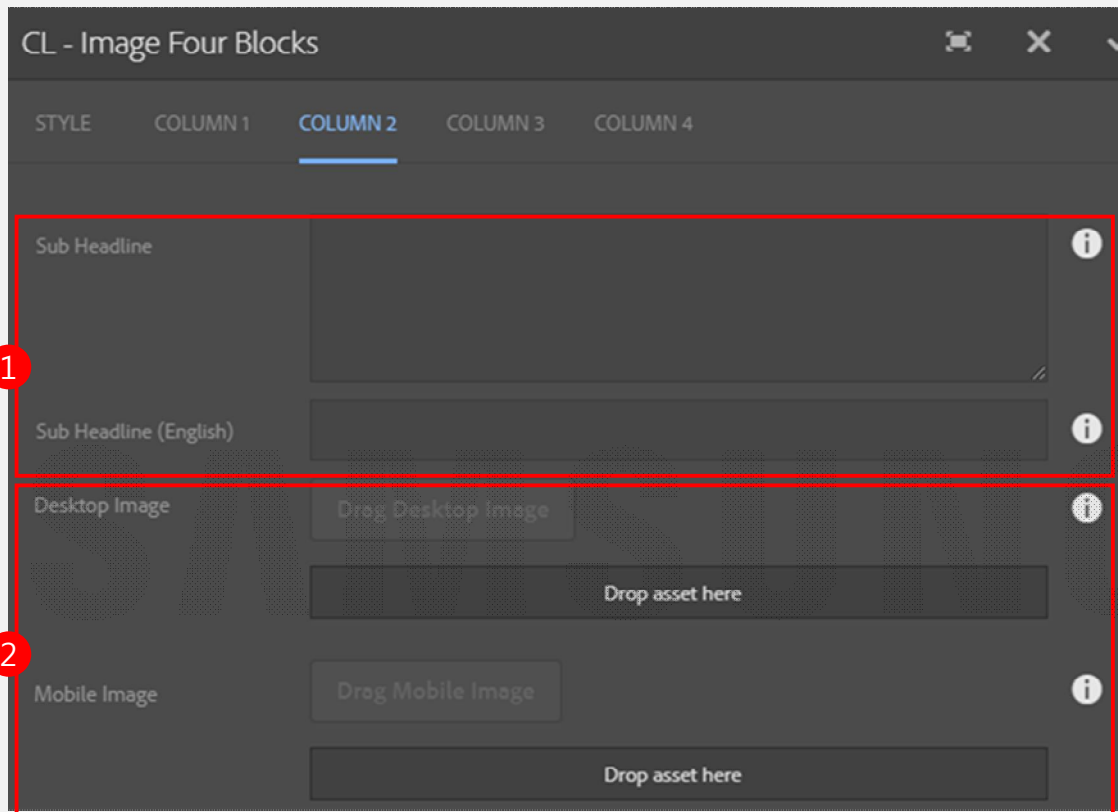 CL - Image Four Blocks
STYLE COLUMN 1 COLUMN 2 COLUMN 3 COLUMN 4
Sub Headline
1
Sub Headline (English)
Desktop Image Drag Desktop Image
Drop asset here
2
Mobile Image Drag Mobile Image
Drop asset here
SAMSUNG